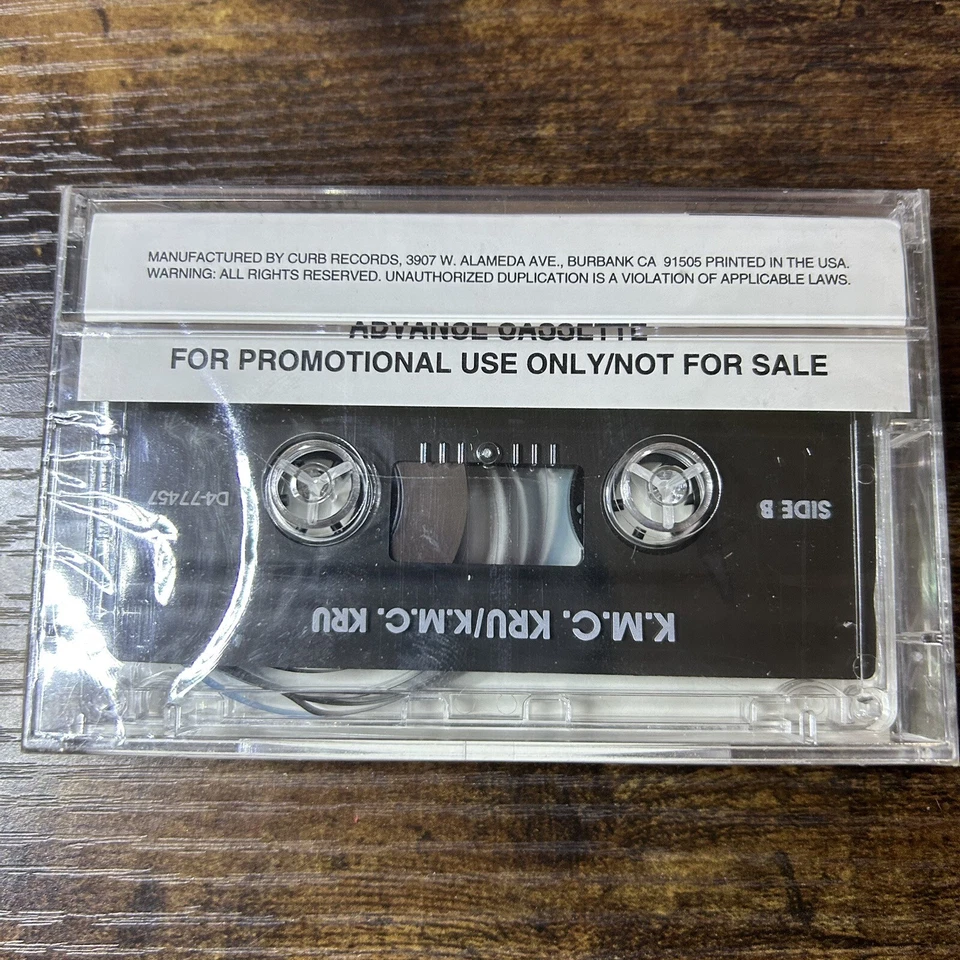 MANUFACTURED BY CURB RECORDS, 3907 W. ALAMEDA AVE., BURBANK CA 91505 PRINTED IN THE USA.
WARNING: ALL RIGHTS RESERVED. UNAUTHORIZED DUPLICATION IS A VIOLATION OF APPLICABLE LAWS.
ADVANCE CASSETTE
FOR PROMOTIONAL USE ONLY/NOT FOR SALE
D4-77457
SIDE B
K.M.C. KRU/K.M.C. KRU